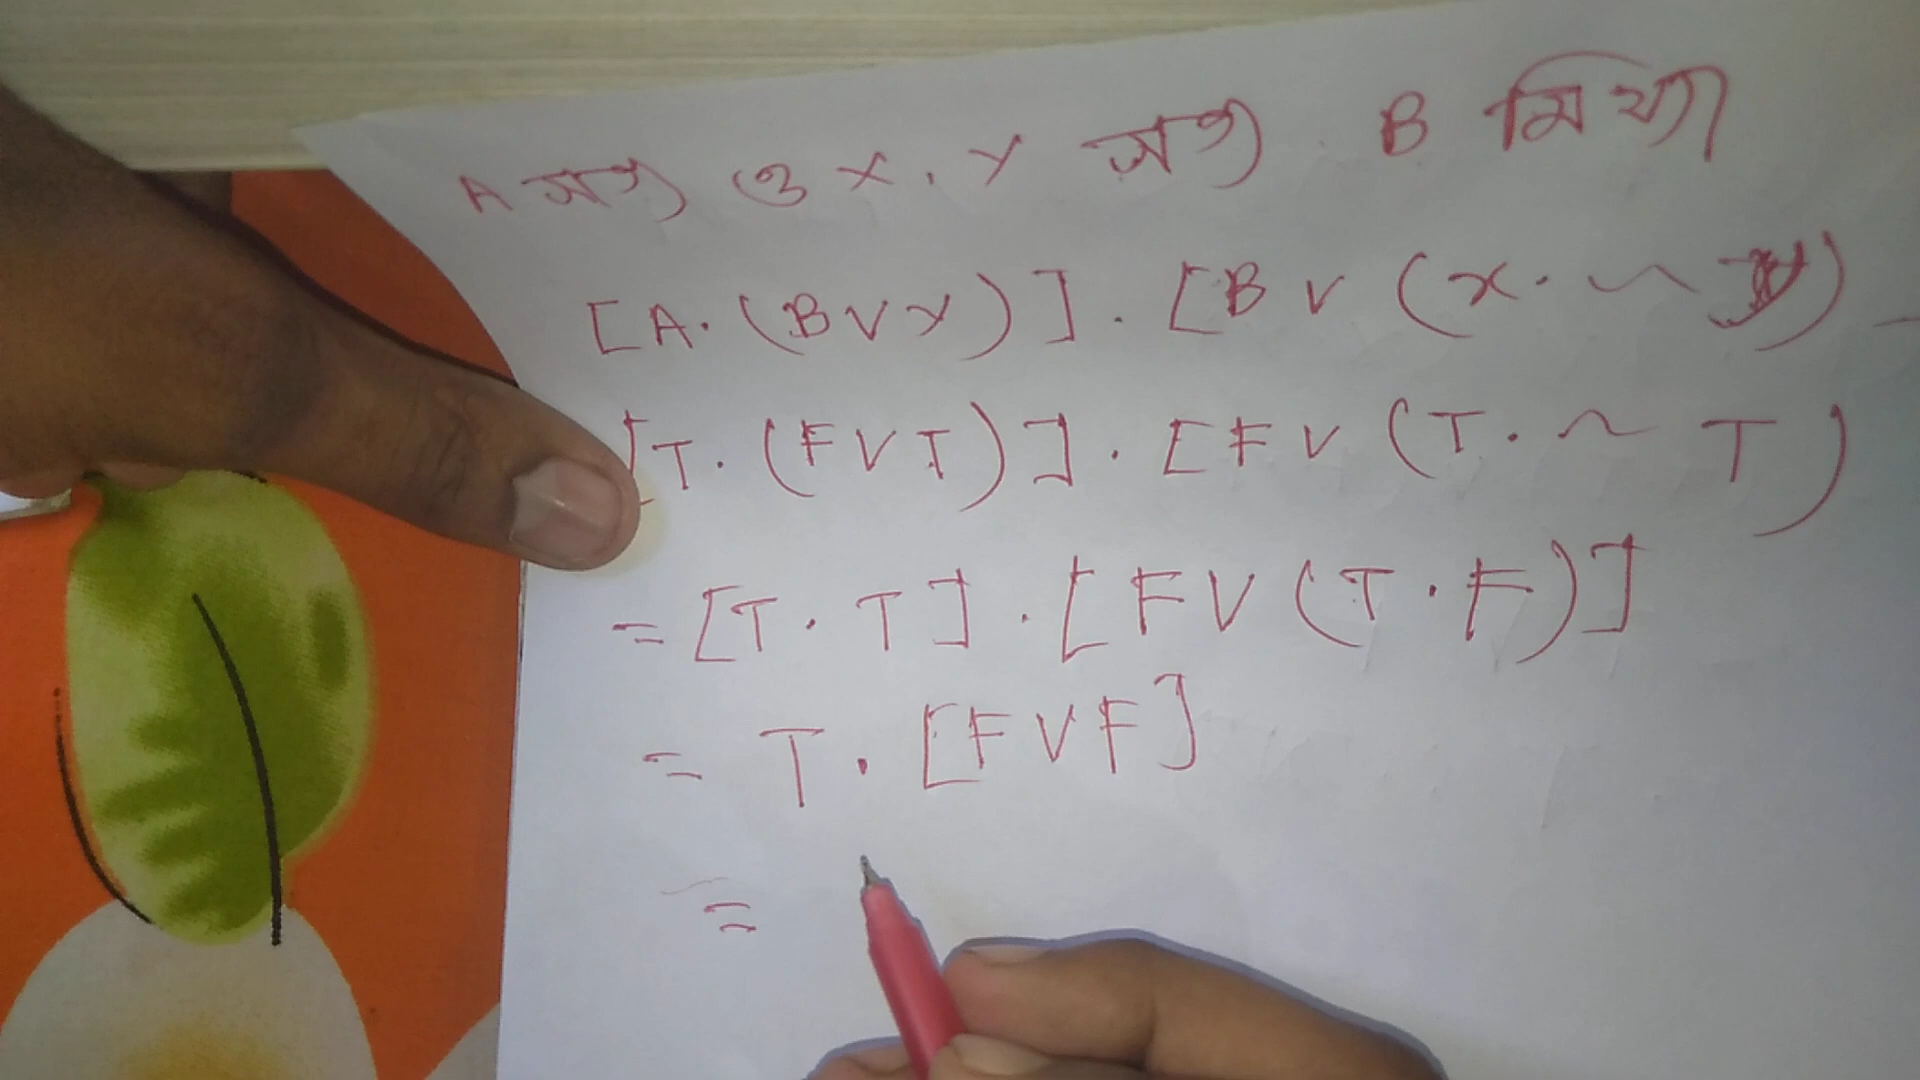 A সত্য ও X, Y সত্য. B মিথ্যা
[A. (B V Y)] . [B V (X. ~ Y)
[T. (F V T)] . [F V (T. ~ T)
= [T. T] . [F V (T. F)]
= T. [F V F]
=